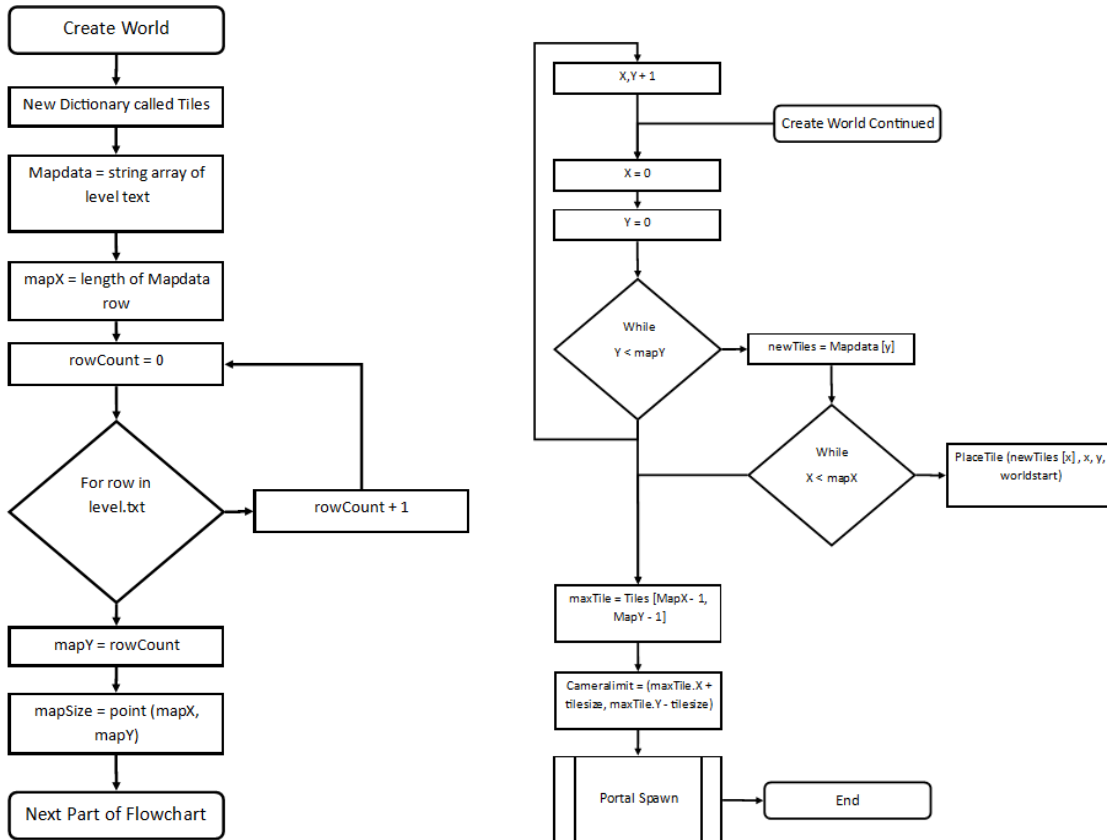 Create World
New Dictionary called Tiles
Mapdata = string array of
level text
mapX = length of Mapdata
row
rowCount = 0
For row in
level.txt
rowCount + 1
mapY = rowCount
mapSize = point (mapX,
mapY)
Next Part of Flowchart
X,Y + 1
Create World Continued
X = 0
Y = 0
While
Y < mapY
newTiles = Mapdata [y]
While
X < mapX
PlaceTile (newTiles [x] , x, y,
worldstart)
maxTile = Tiles [MapX - 1,
MapY - 1]
Cameralimit = (maxTile.X +
tilesize, maxTile.Y - tilesize)
Portal Spawn
End